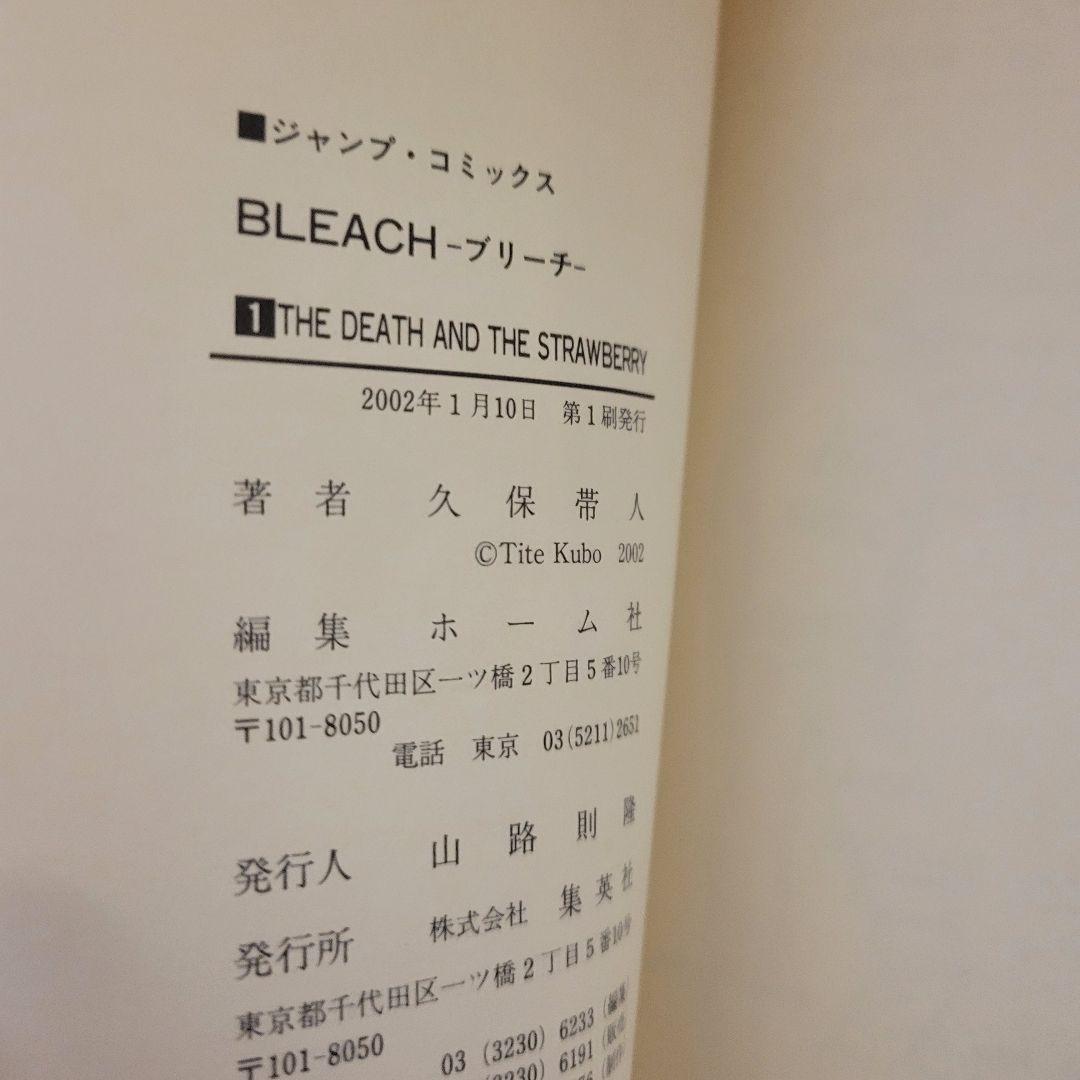 ■ジャンプ・コミックス
BLEACH-ブリーチ-
1 THE DEATH AND THE STRAWBERRY
2002年1月10日 第1刷発行
著者 久保帯人
©Tite Kubo 2002
編集 ホーム社
東京都千代田区一ツ橋2丁目5番10号
〒101-8050
電話 東京 03(5211)2651
発行人 山路則隆
発行所 株式会社 集英社
東京都千代田区一ツ橋2丁目5番10号
〒101-8050
03 (3230) 6233 (編集)
(3230) 6191